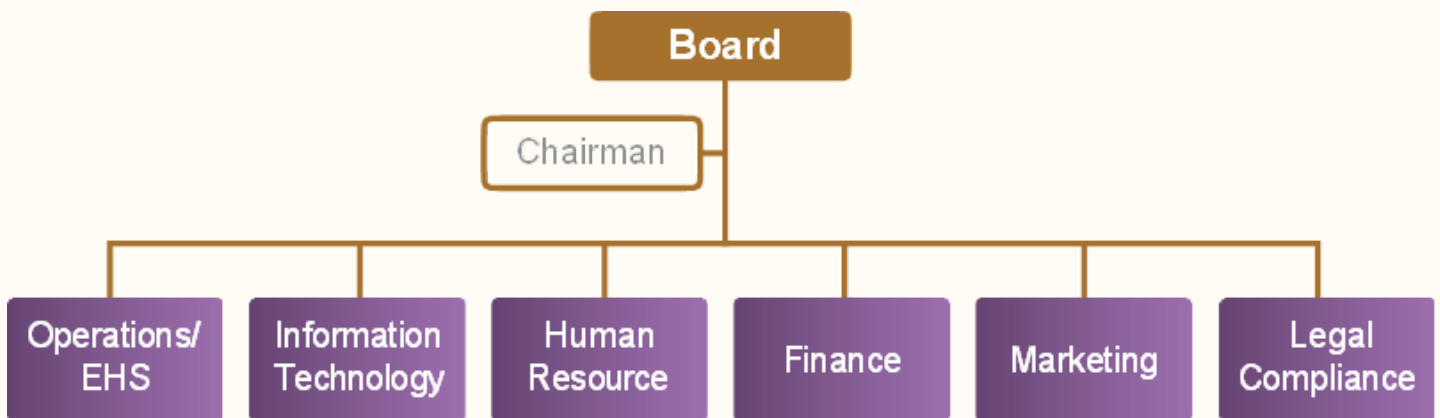 Board
Chairman
Operations/
EHS
Information
Technology
Human
Resource
Finance
Marketing
Legal
Compliance